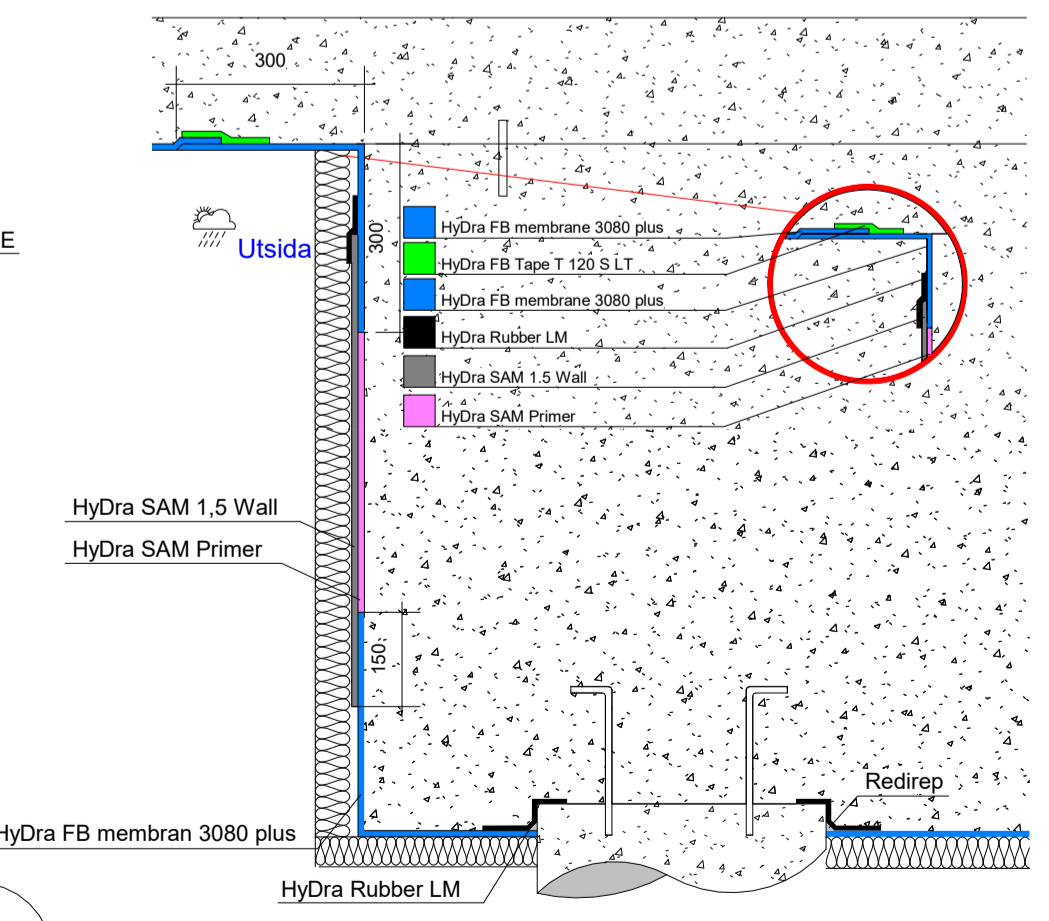 300
E
Utsida
300
HyDra FB membrane 3080 plus
HyDra FB Tape T 120 S LT
HyDra FB membrane 3080 plus
HyDra Rubber LM
HyDra SAM 1.5 Wall
HyDra SAM Primer
HyDra SAM 1,5 Wall
HyDra SAM Primer
150
Redirep
HyDra FB membran 3080 plus
HyDra Rubber LM